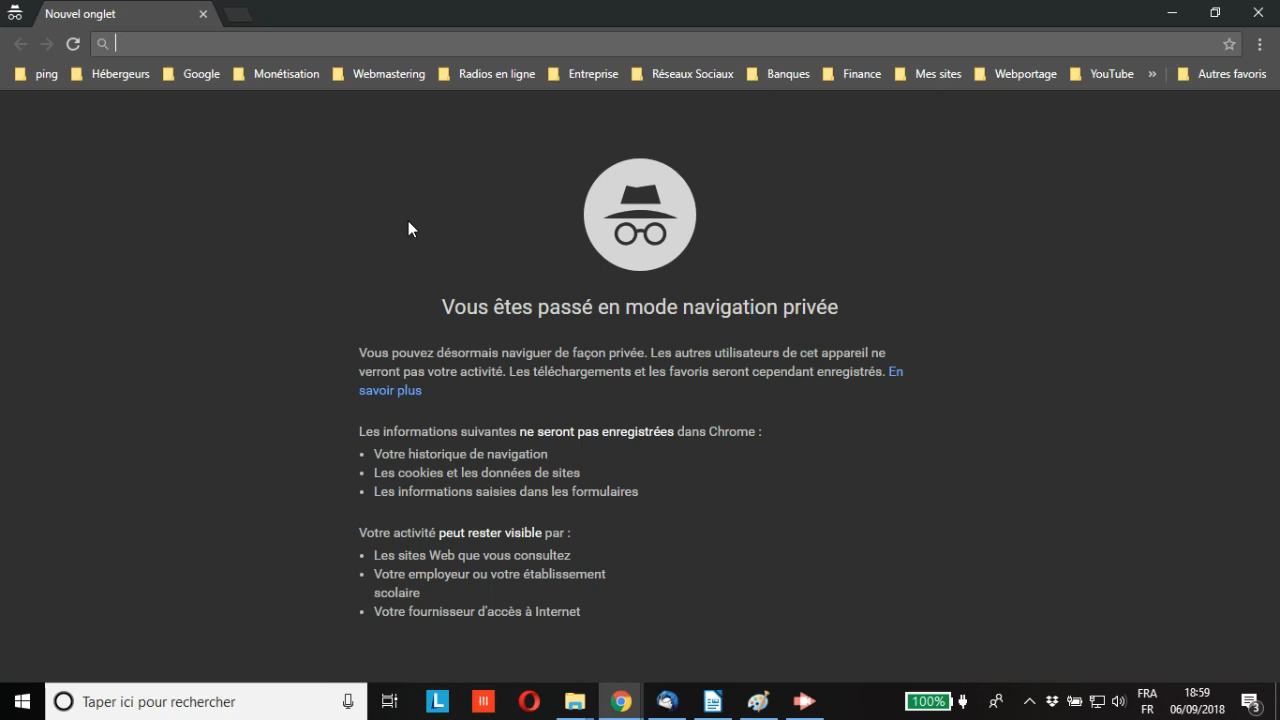 Nouvel onglet
ping Hébergeurs Google Monétisation Webmastering Radios en ligne Entreprise Réseaux Sociaux Banques Finance Mes sites Webportage YouTube » Autres favoris
Vous êtes passé en mode navigation privée
Vous pouvez désormais naviguer de façon privée. Les autres utilisateurs de cet appareil ne
verront pas votre activité. Les téléchargements et les favoris seront cependant enregistrés. En
savoir plus
Les informations suivantes ne seront pas enregistrées dans Chrome :
• Votre historique de navigation
• Les cookies et les données de sites
• Les informations saisies dans les formulaires
Votre activité peut rester visible par :
• Les sites Web que vous consultez
• Votre employeur ou votre établissement
scolaire
• Votre fournisseur d'accès à Internet
Taper ici pour rechercher L 100% FRA 18:59
FR 06/09/2018 3